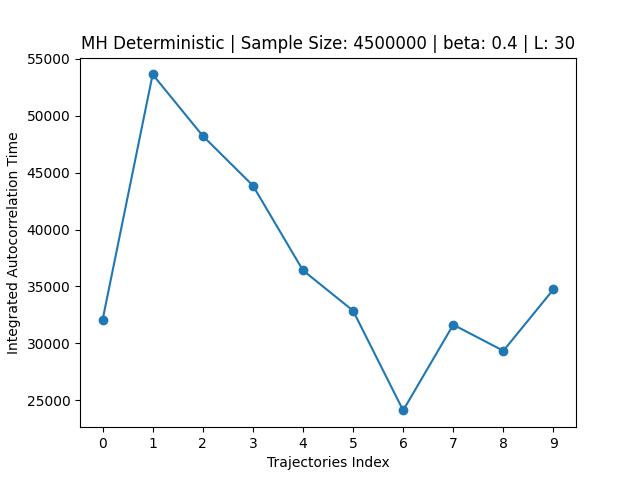 MH Deterministic | Sample Size: 4500000 | beta: 0.4 | L: 30
55000
50000
45000
40000
35000
30000
25000
Integrated Autocorrelation Time
0 1 2 3 4 5 6 7 8 9
Trajectories Index